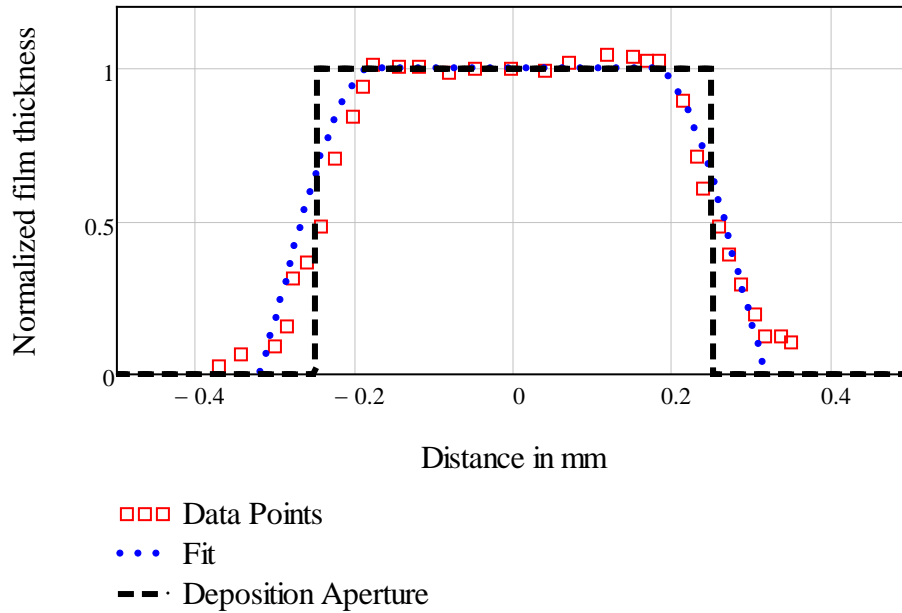 Normalized film thickness
1
0.5
0
− 0.4
− 0.2
0
0.2
0.4
Distance in mm
Data Points
Fit
Deposition Aperture